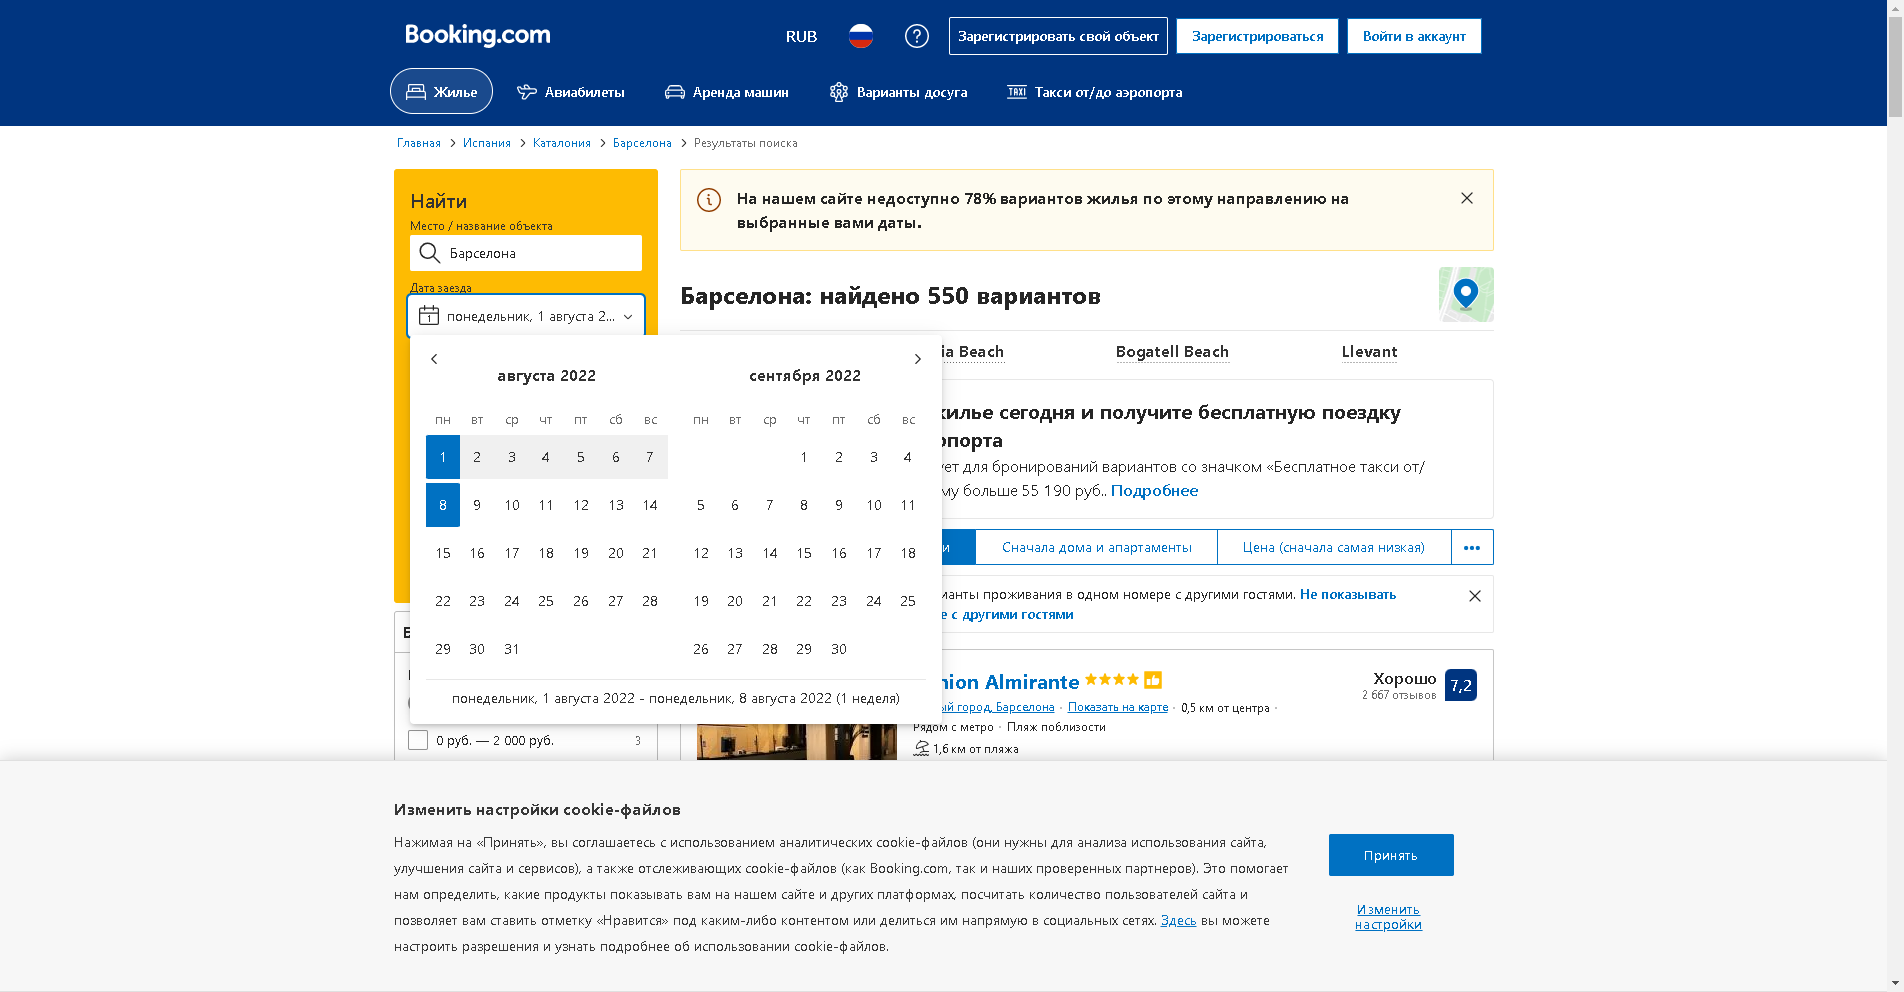 Booking.com
RUB
Зарегистрировать свой объект
Зарегистрироваться
Войти в аккаунт
Жилье
Авиабилеты
Аренда машин
Варианты досуга
TAXI
Такси от/до аэропорта
Главная
Испания
Каталония
Барселона
Результаты поиска
Найти
Место / название объекта
Барселона
Дата заезда
1
понедельник, 1 августа 2...
На нашем сайте недоступно 78% вариантов жилья по этому направлению на
выбранные вами даты.
Барселона: найдено 550 вариантов
ia Beach
Bogatell Beach
Llevant
августа 2022
пн вт ср чт пт сб вс
1 2 3 4 5 6 7
8 9 10 11 12 13 14
15 16 17 18 19 20 21
22 23 24 25 26 27 28
29 30 31
сентября 2022
пн вт ср чт пт сб вс
1 2 3 4
5 6 7 8 9 10 11
12 13 14 15 16 17 18
19 20 21 22 23 24 25
26 27 28 29 30
понедельник, 1 августа 2022 - понедельник, 8 августа 2022 (1 неделя)
жилье сегодня и получите бесплатную поездку
опорта
ует для бронирований вариантов со значком «Бесплатное такси от/
му больше 55 190 руб.. Подробнее
и
Сначала дома и апартаменты
Цена (сначала самая низкая)
•••
ианты проживания в одном номере с другими гостями. Не показывать
е с другими гостями
nion Almirante
ый город, Барселона · Показать на карте · 0,5 км от центра ·
Рядом с метро · Пляж поблизости
1,6 км от пляжа
Хорошо
2 667 отзывов
7,2
0 руб. — 2 000 руб.
3
Изменить настройки cookie-файлов
Нажимая на «Принять», вы соглашаетесь с использованием аналитических cookie-файлов (они нужны для анализа использования сайта,
улучшения сайта и сервисов), а также отслеживающих cookie-файлов (как Booking.com, так и наших проверенных партнеров). Это помогает
нам определить, какие продукты показывать вам на нашем сайте и других платформах, посчитать количество пользователей сайта и
позволяет вам ставить отметку «Нравится» под каким-либо контентом или делиться им напрямую в социальных сетях. Здесь вы можете
настроить разрешения и узнать подробнее об использовании cookie-файлов.
Принять
Изменить
настройки